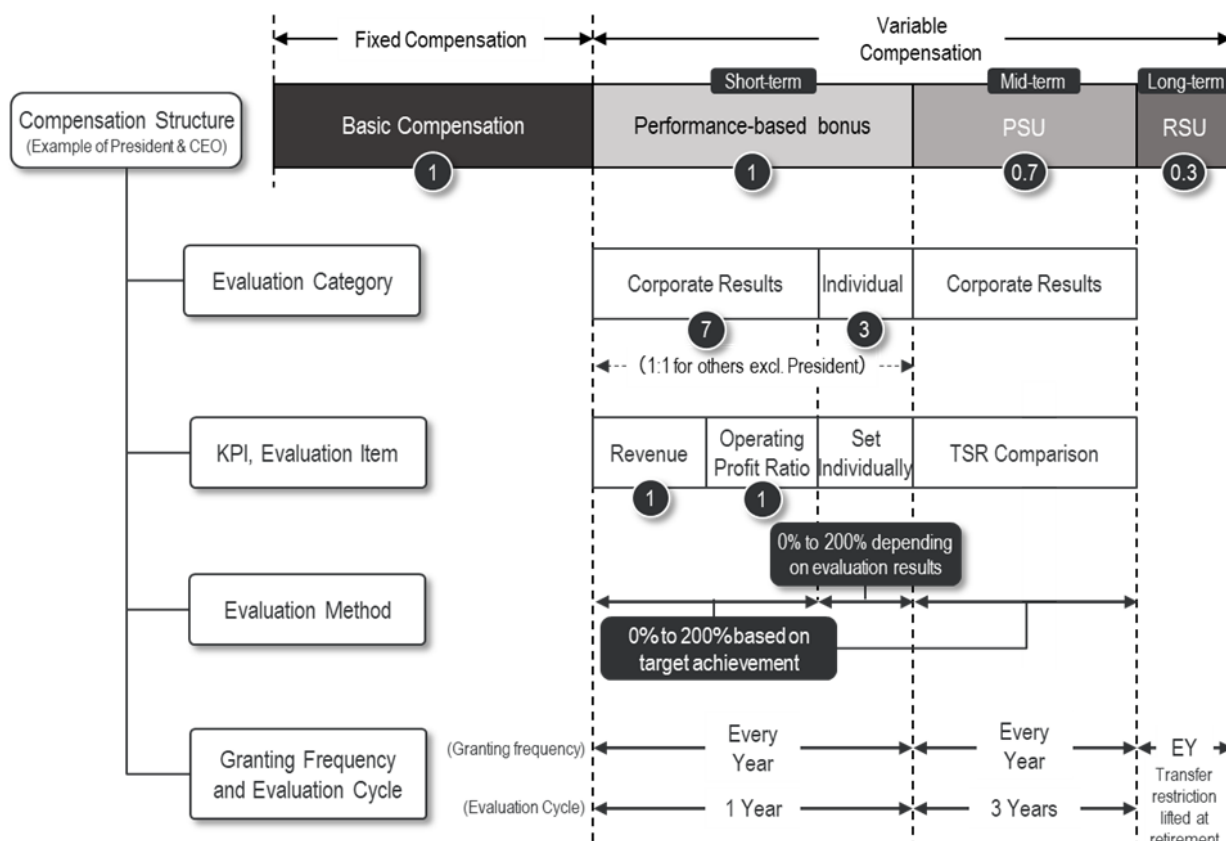 Fixed Compensation
Variable
Compensation
Short-term
Mid-term
Long-term
Compensation Structure
(Example of President & CEO)
Basic Compensation
Performance-based bonus
PSU
RSU
1
1
0.7
0.3
Evaluation Category
Corporate Results
Individual
Corporate Results
7
3
(1:1 for others excl. President)
KPI, Evaluation Item
Revenue
Operating
Profit Ratio
Set
Individually
TSR Comparison
1
1
0% to 200% depending
on evaluation results
Evaluation Method
0% to 200% based on
target achievement
Granting Frequency
and Evaluation Cycle
(Granting frequency)
Every
Year
Every
Year
EY
Transfer
restriction
lifted at
retirement
(Evaluation Cycle)
1 Year
3 Years